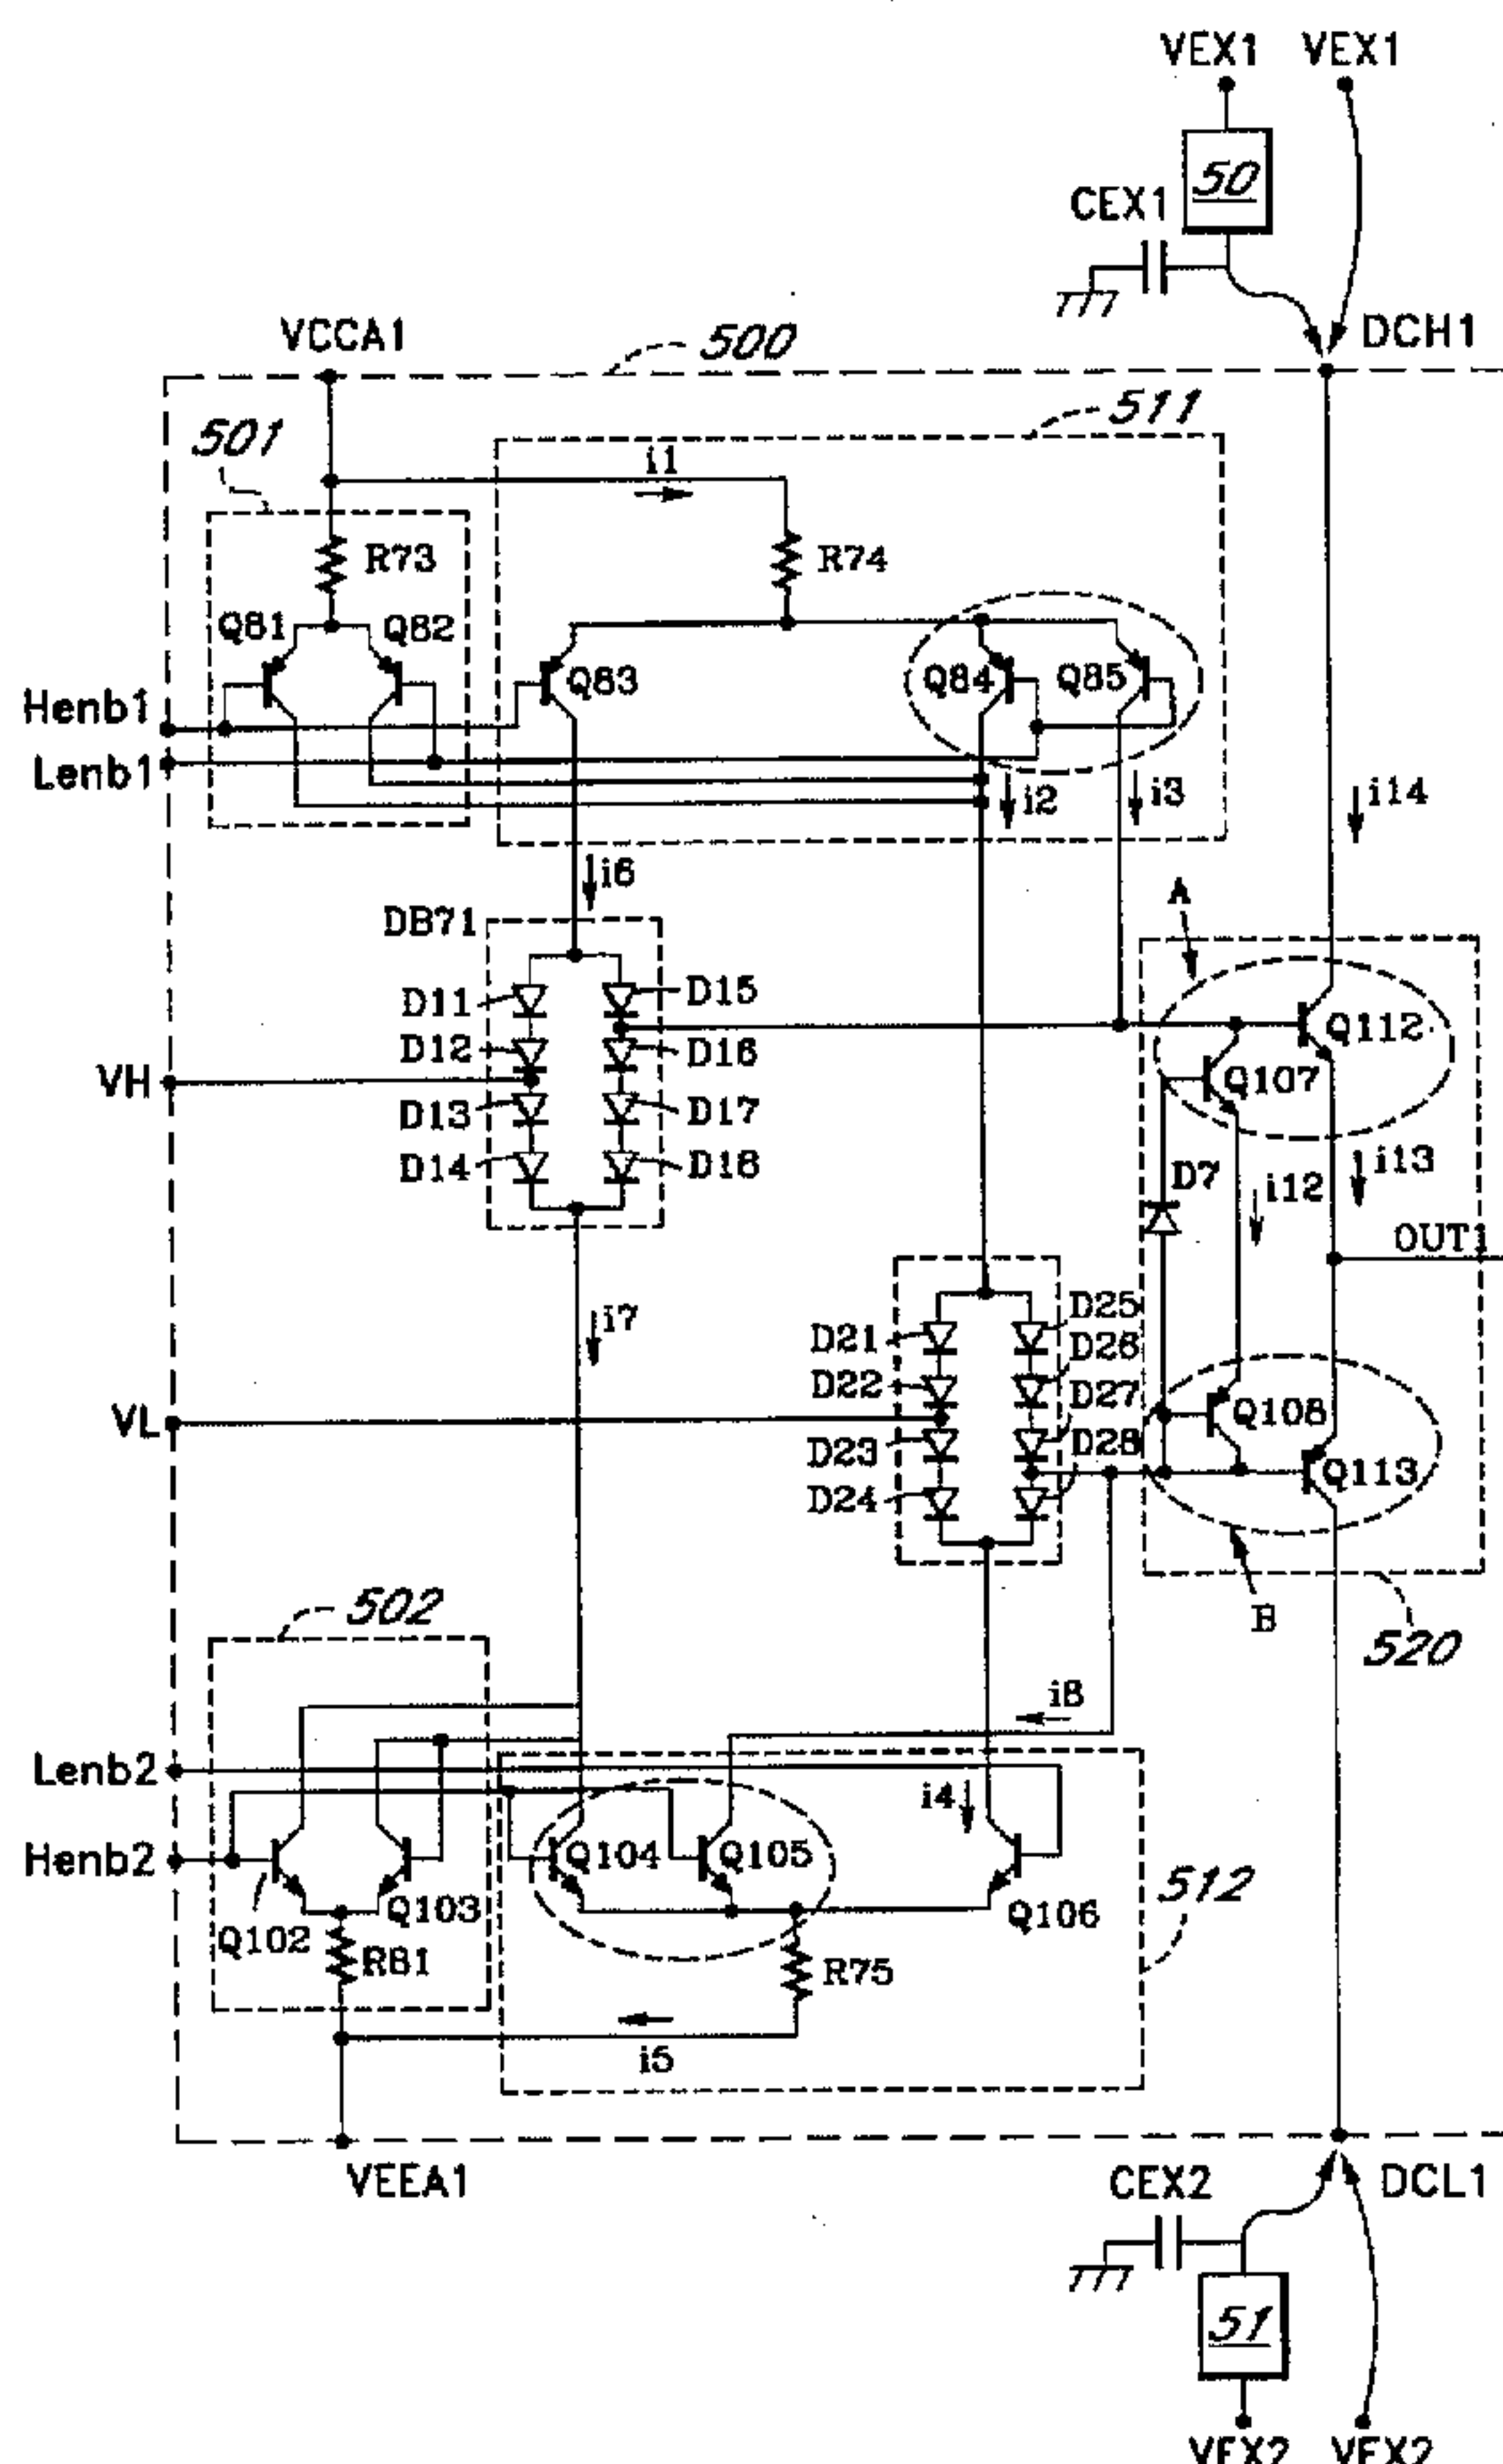 VEX1 VEX1
50
CEX1
DCH1
VCCA1
500
511
501
i1
R73
R74
Q81
Q82
Q83
Q84
Q85
Henb1
Lenb1
i2
i3
i14
i6
A
DB71
D11
D15
Q112
D12
D16
Q107
VH
D13
D17
D14
D18
D7
i12
i13
OUT1
i7
D25
D21
D26
D22
D27
Q108
VL
D23
D28
D24
Q113
502
B
520
i8
Lenb2
i4
Henb2
Q104
Q105
512
Q103
Q106
Q102
R81
R75
i5
VEEA1
CEX2
DCL1
51
VEX2 VEX2